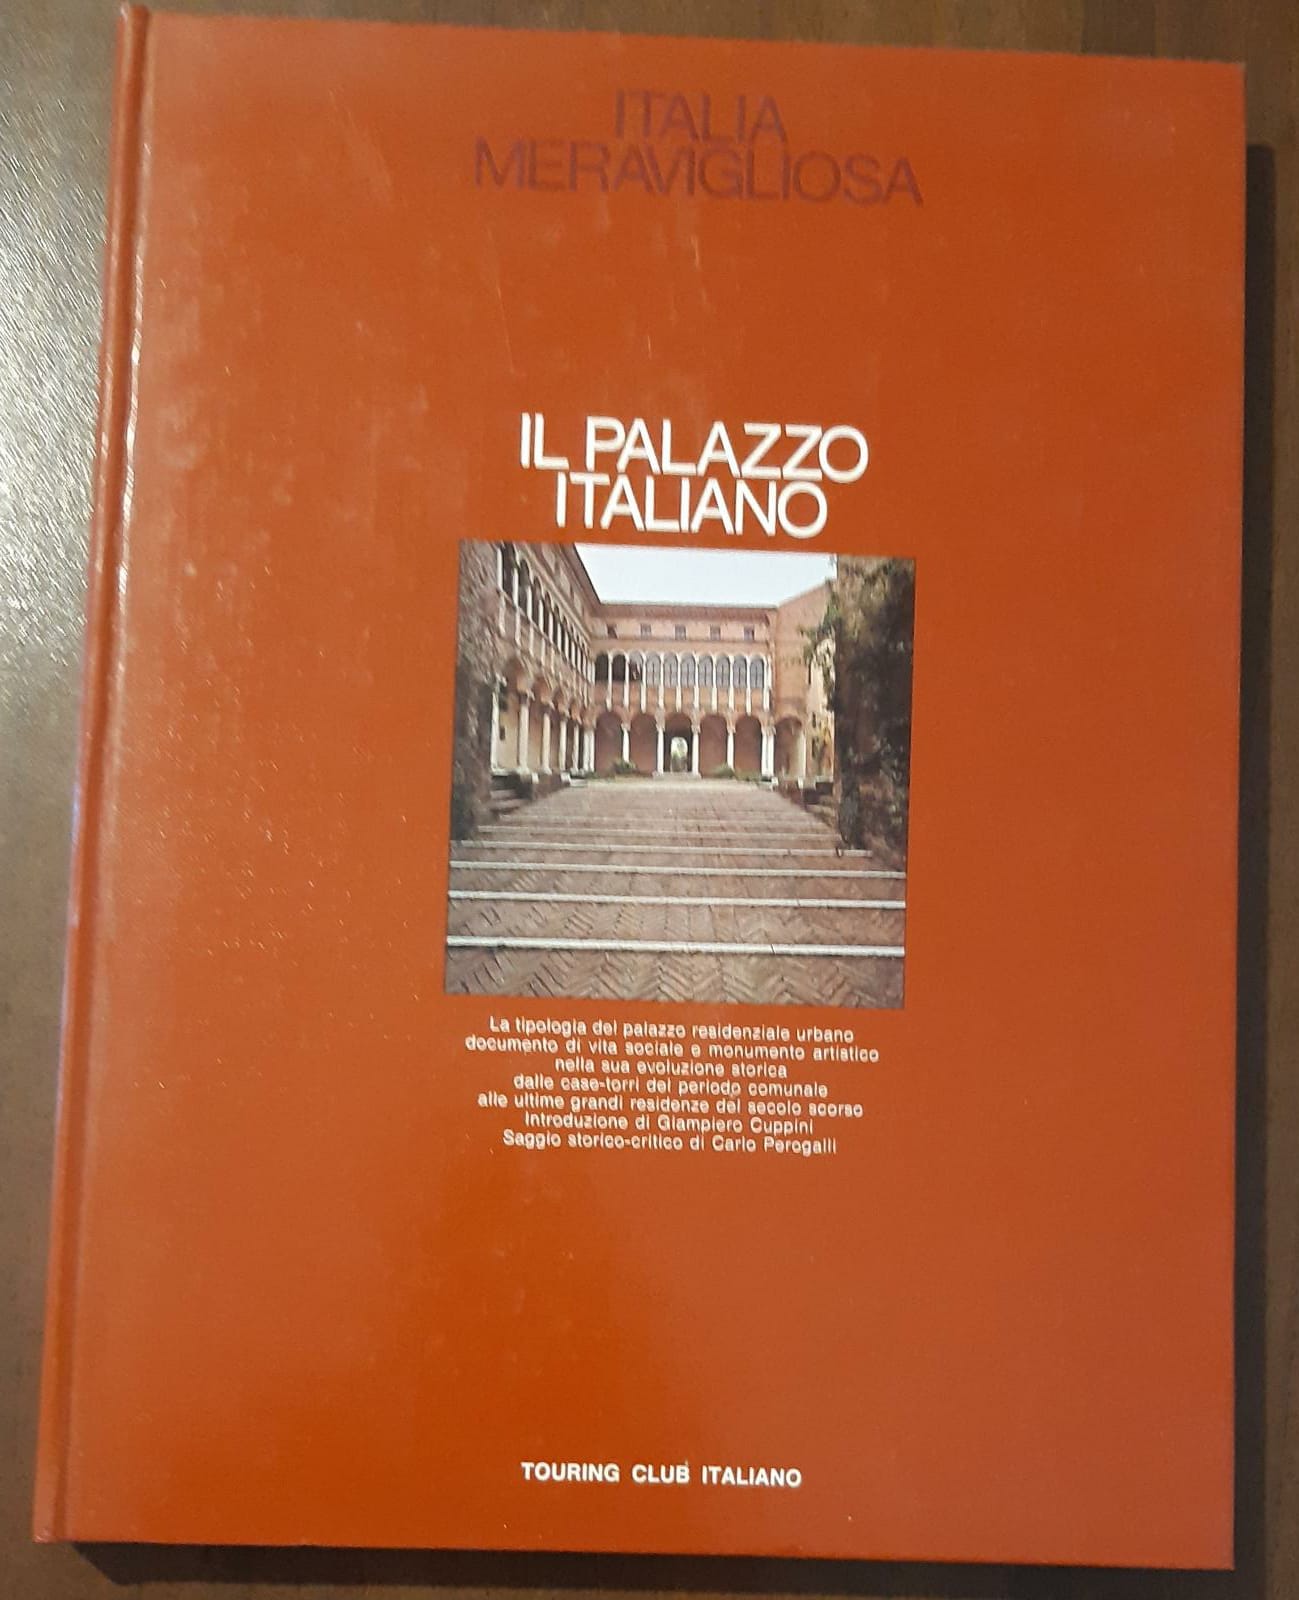 ITALIA
MERAVIGLIOSA
IL PALAZZO
ITALIANO
La tipologia del palazzo residenziale urbano
documento di vita sociale e monumento artistico
nella sua evoluzione storica
dalle case-torri del periodo comunale
alle ultime grandi residenze del secolo scorso
Introduzione di Giampiero Cuppini
Saggio storico-critico di Carlo Perogalli
TOURING CLUB ITALIANO